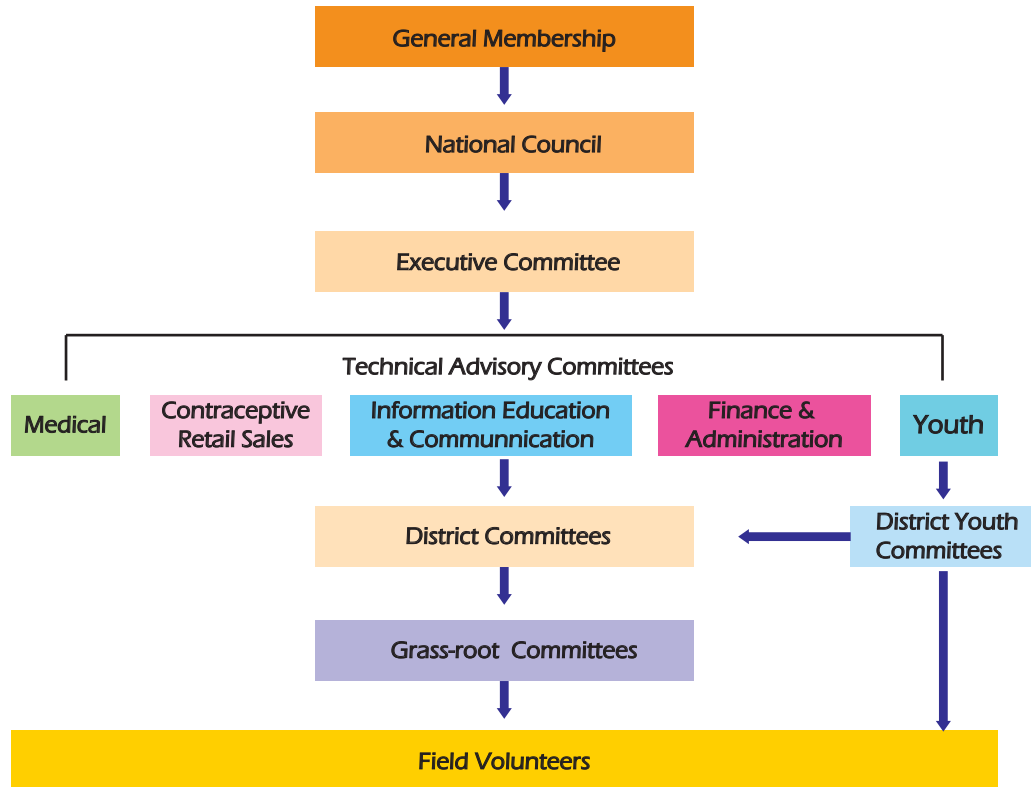 General Membership
National Council
Executive Committee
Technical Advisory Committees
Medical
Contraceptive
Retail Sales
Information Education
& Communnication
Finance &
Administration
Youth
District Committees
District Youth
Committees
Grass-root Committees
Field Volunteers